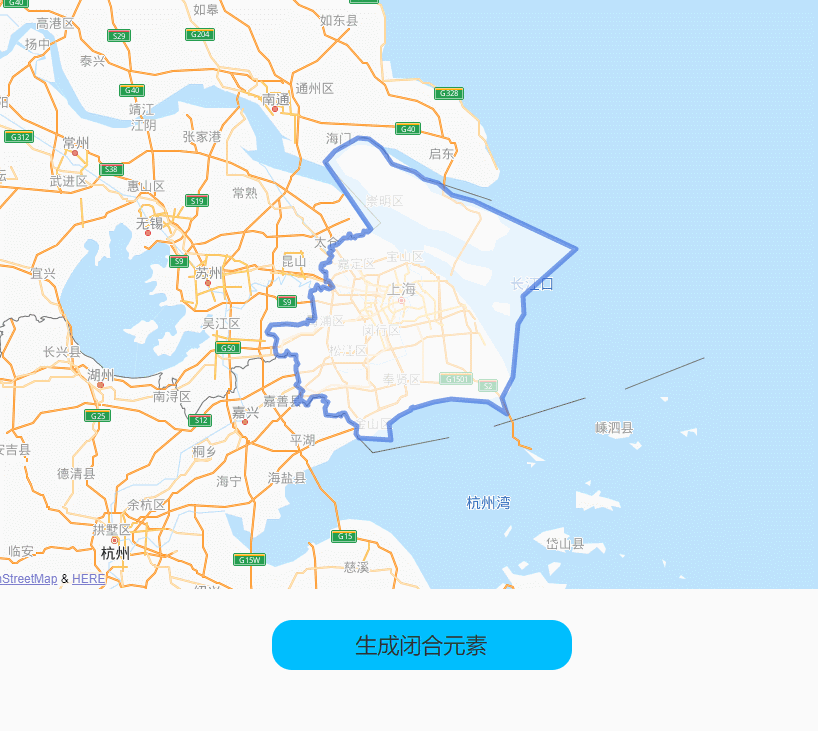 G40
如皋
高港区
如东县
S29
G204
扬中
泰兴
G40
G328
通州区
南通
靖江
江阴
G312
张家港
海门
G40
常州
启东
S38
武进区
惠山区
常熟
S19
崇明区
无锡
太仓
宝山区
S9
昆山
嘉定区
宜兴
苏州
长江口
上海
S9
吴江区
青浦区
闵行区
G50
松江区
长兴县
湖州
奉贤区
G1501
S2
南浔区
嘉善县
G25
S12
嘉兴
金山区
嵊泗县
平湖
安吉县
桐乡
德清县
海宁
海盐县
杭州湾
余杭区
拱墅区
G15
岱山县
临安
杭州
G15W
慈溪
StreetMap & HERE
生成闭合元素